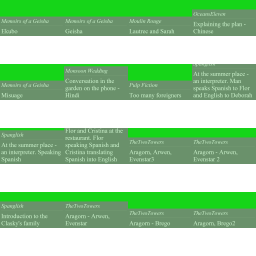 Memoirs of a Geisha
Eliabo
Memoirs of a Geisha
Geisha
Moulin Rouge
Lautrec and Sarah
OceansEleven
Explaining the plan -
Chinese
Memoirs of a Geisha
Misuage
Monsoon Wedding
Conversation in the
garden on the phone -
Hindi
Pulp Fiction
Too many foreigners
Spanglish
At the summer place -
an interpreter. Man
speaks Spanish to Flor
and English to Deborah
Spanglish
At the summer place -
an interpreter. Speaking
Spanish
Flor and Cristina at the
restaurant. Flor
speaking Spanish and
Cristina translating
Spanish into English
TheTwoTowers
Aragorn, Arwen,
Evenstar3
TheTwoTowers
Aragorn - Arwen,
Evenstar 2
Spanglish
Introduction to the
Clasky's family
TheTwoTowers
Aragorn - Arwen,
Evenstar
TheTwoTowers
Aragorn - Brego
TheTwoTowers
Aragorn, Brego2